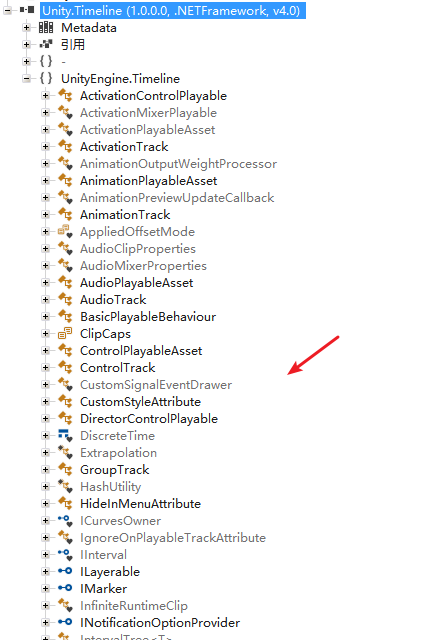 Unity.Timeline (1.0.0.0, .NETFramework, v4.0)
Metadata
引用
{ } -
{ } UnityEngine.Timeline
ActivationControlPlayable
ActivationMixerPlayable
ActivationPlayableAsset
ActivationTrack
AnimationOutputWeightProcessor
AnimationPlayableAsset
AnimationPreviewUpdateCallback
AnimationTrack
AppliedOffsetMode
AudioClipProperties
AudioMixerProperties
AudioPlayableAsset
AudioTrack
BasicPlayableBehaviour
ClipCaps
ControlPlayableAsset
ControlTrack
CustomSignalEventDrawer
CustomStyleAttribute
DirectorControlPlayable
DiscreteTime
Extrapolation
GroupTrack
HashUtility
HideInMenuAttribute
ICurvesOwner
IgnoreOnPlayableTrackAttribute
IInterval
ILayerable
IMarker
InfiniteRuntimeClip
INotificationOptionProvider
IntervalTree<T>